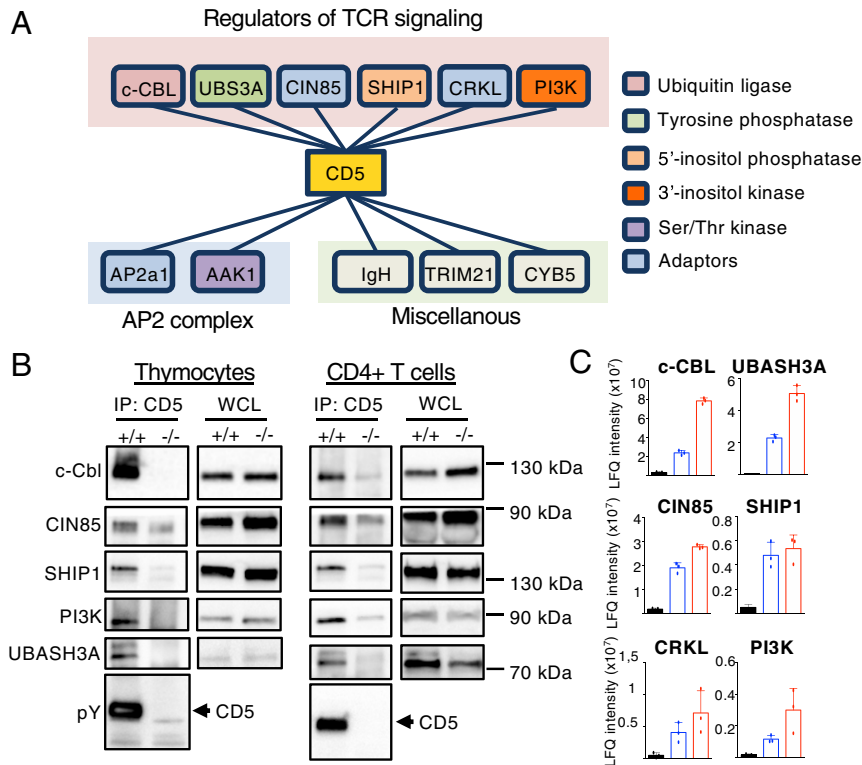 A
Regulators of TCR signaling
c-CBL UBS3A CIN85 SHIP1 CRKL PI3K
CD5
AP2a1 AAK1 IgH TRIM21 CYB5
AP2 complex Miscellanous
Ubiquitin ligase
Tyrosine phosphatase
5'-inositol phosphatase
3'-inositol kinase
Ser/Thr kinase
Adaptors
B
Thymocytes CD4+ T cells
IP: CD5 WCL IP: CD5 WCL
+/+ -/- +/+ -/- +/+ -/- +/+ -/-
c-Cbl 130 kDa
CIN85 90 kDa
SHIP1 130 kDa
PI3K 90 kDa
UBASH3A 70 kDa
pY CD5 CD5
C
c-CBL UBASH3A
LFQ intensity (x10⁷)
10 8 6 4 2
6 4 2
CIN85 SHIP1
LFQ intensity (x10⁷)
4 3 2 1
0.8 0.6 0.4 0.2
CRKL PI3K
LFQ intensity (x10⁷)
1,5 1 0.5
0.6 0.4 0.2